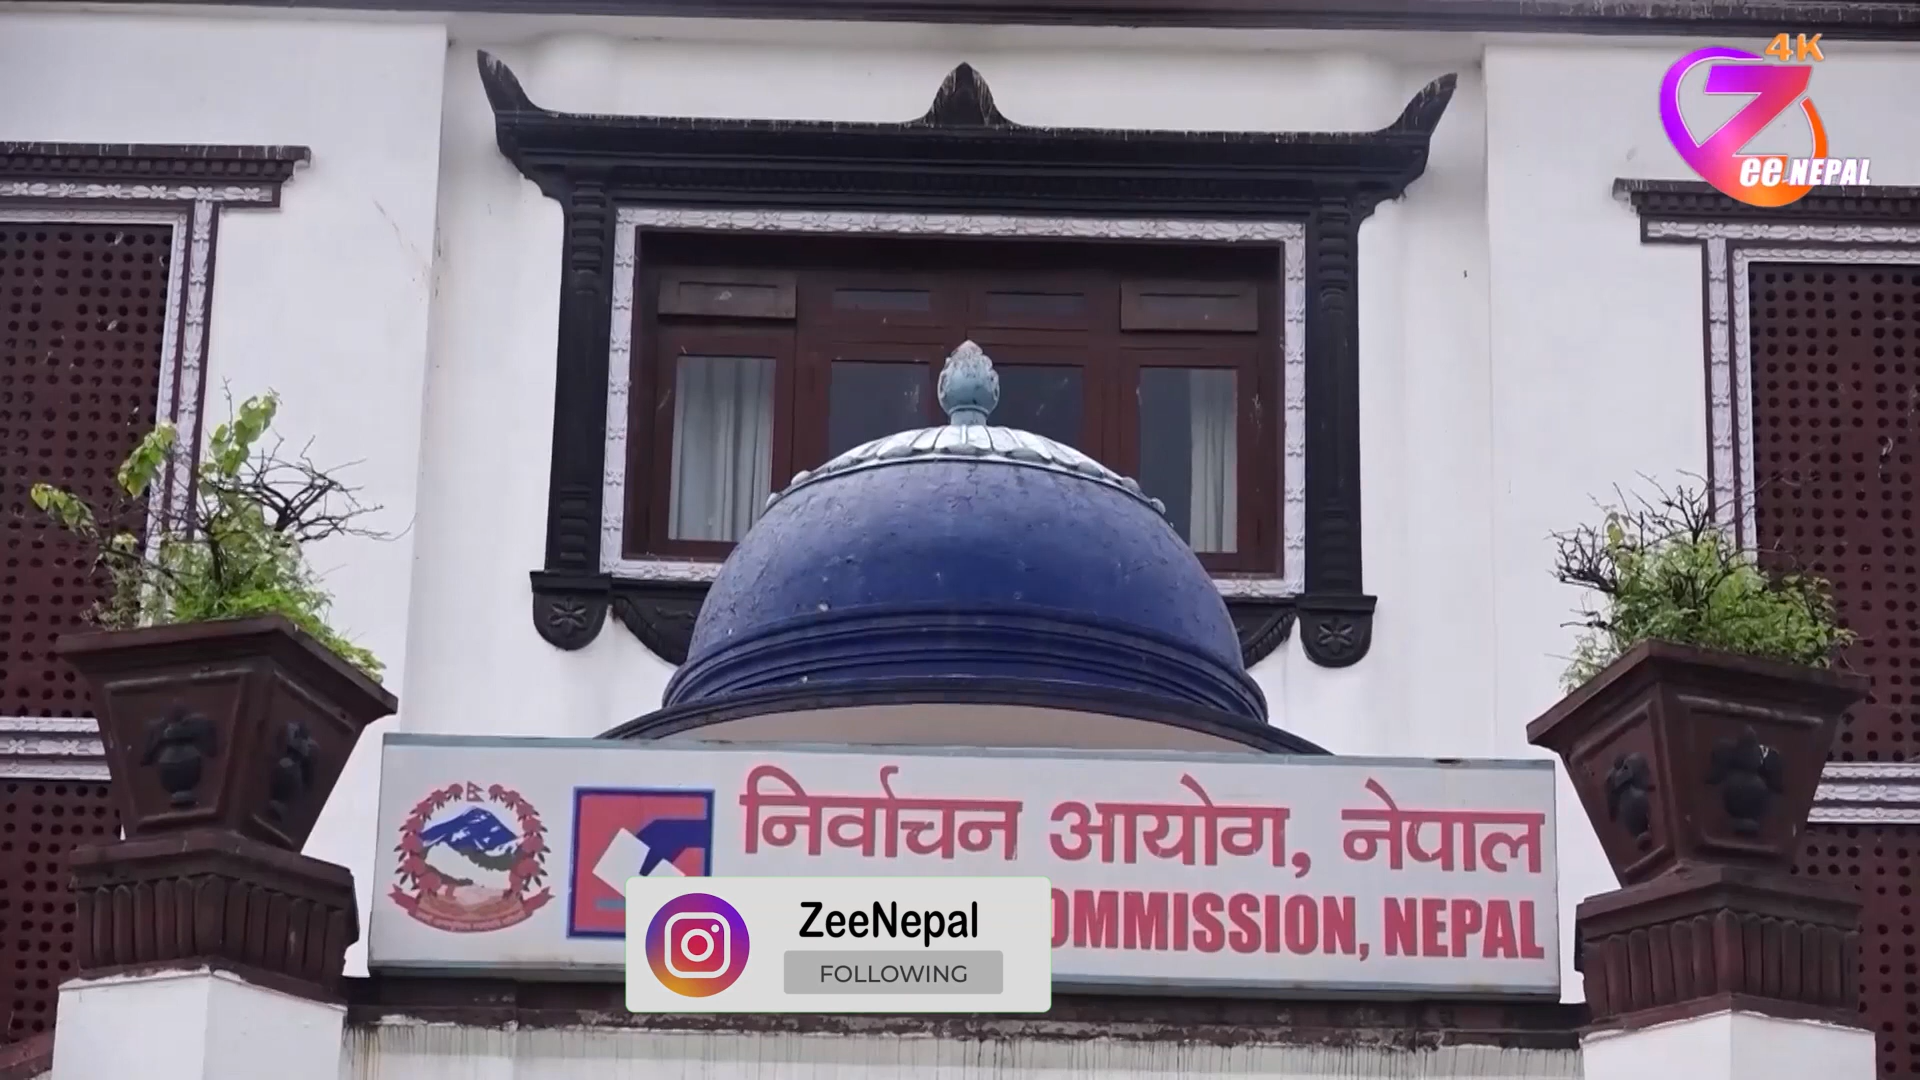 4K
Zee NEPAL
निर्वाचन आयोग, नेपाल
OMMISSION, NEPAL
ZeeNepal
FOLLOWING